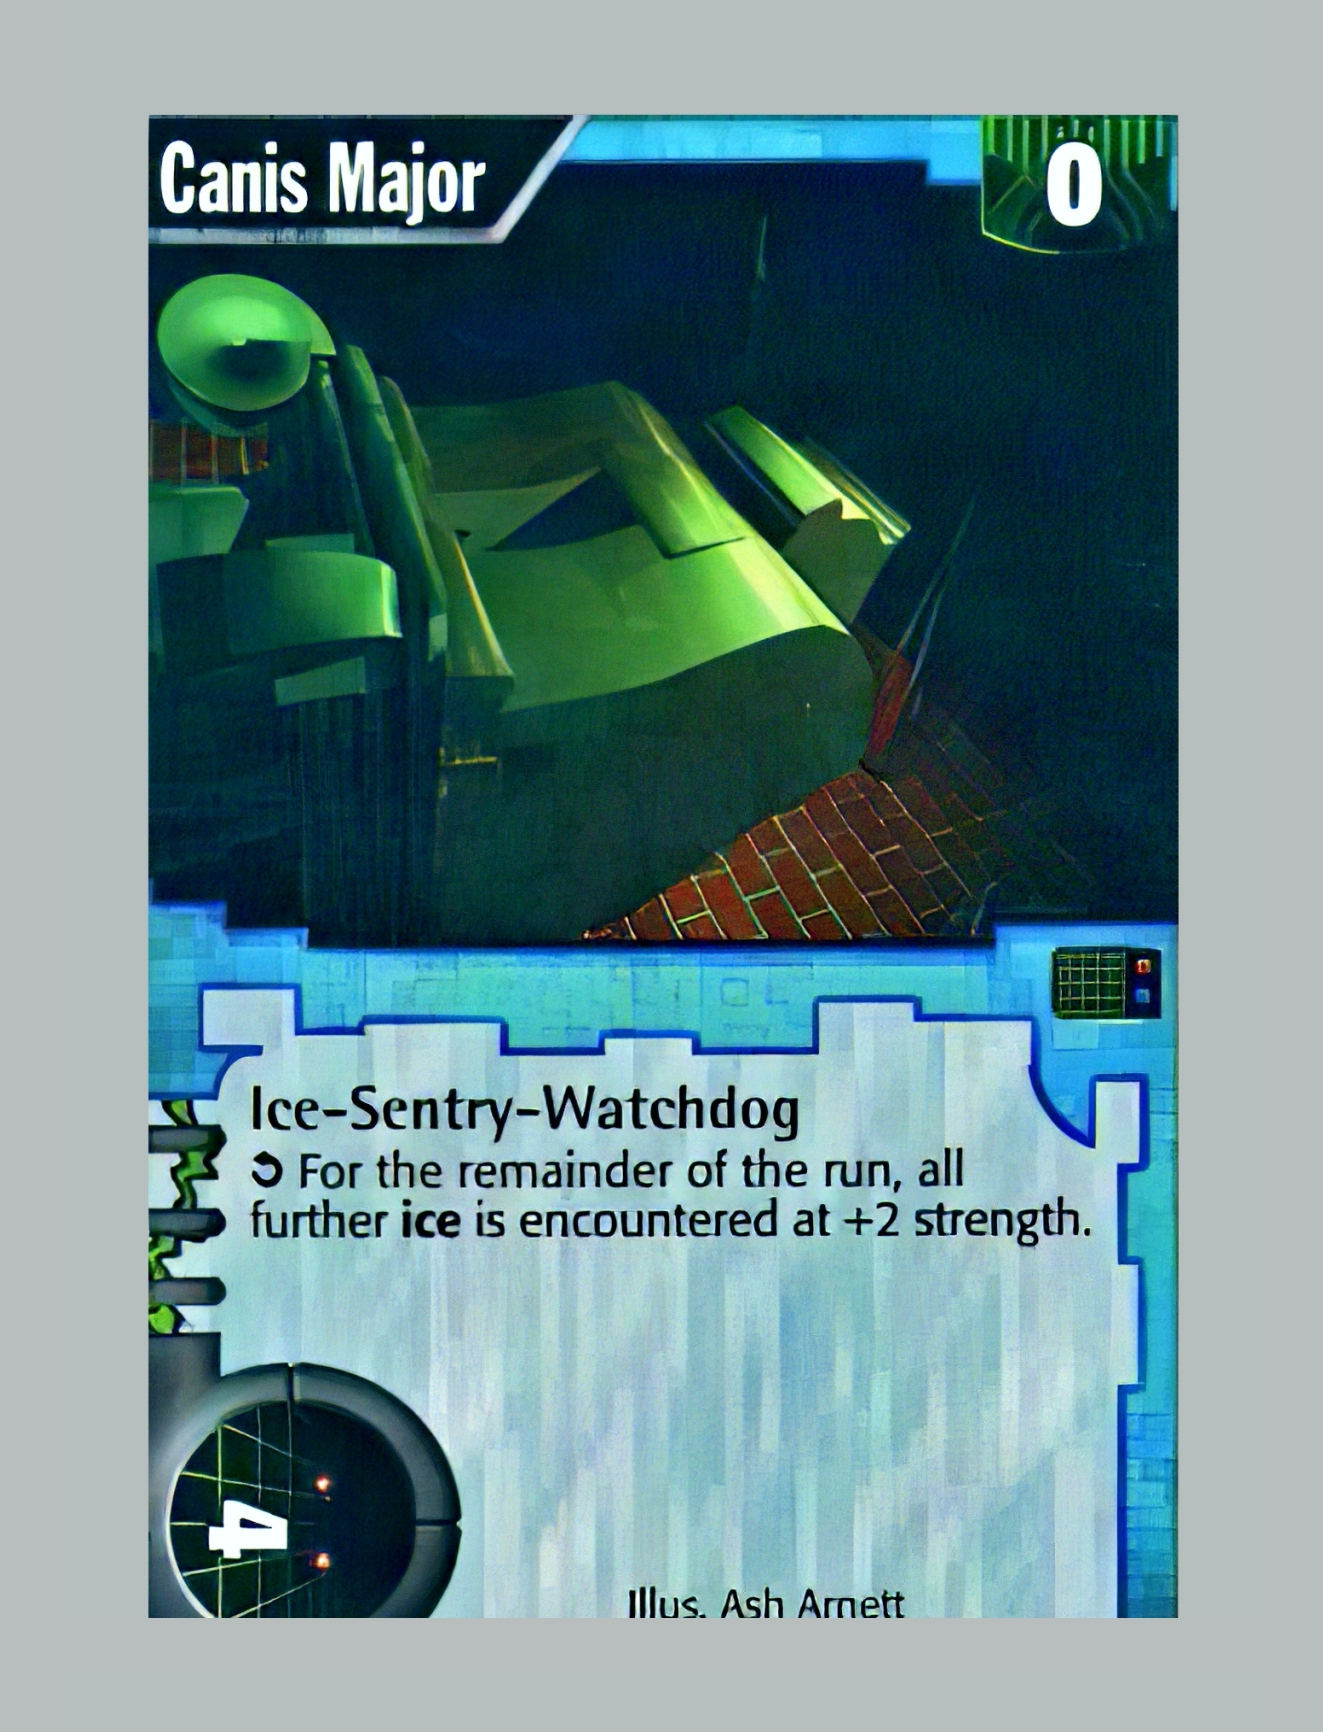 Canis Major
0
Ice-Sentry-Watchdog
For the remainder of the run, all
further ice is encountered at +2 strength.
4
Illus. Ash Arnett